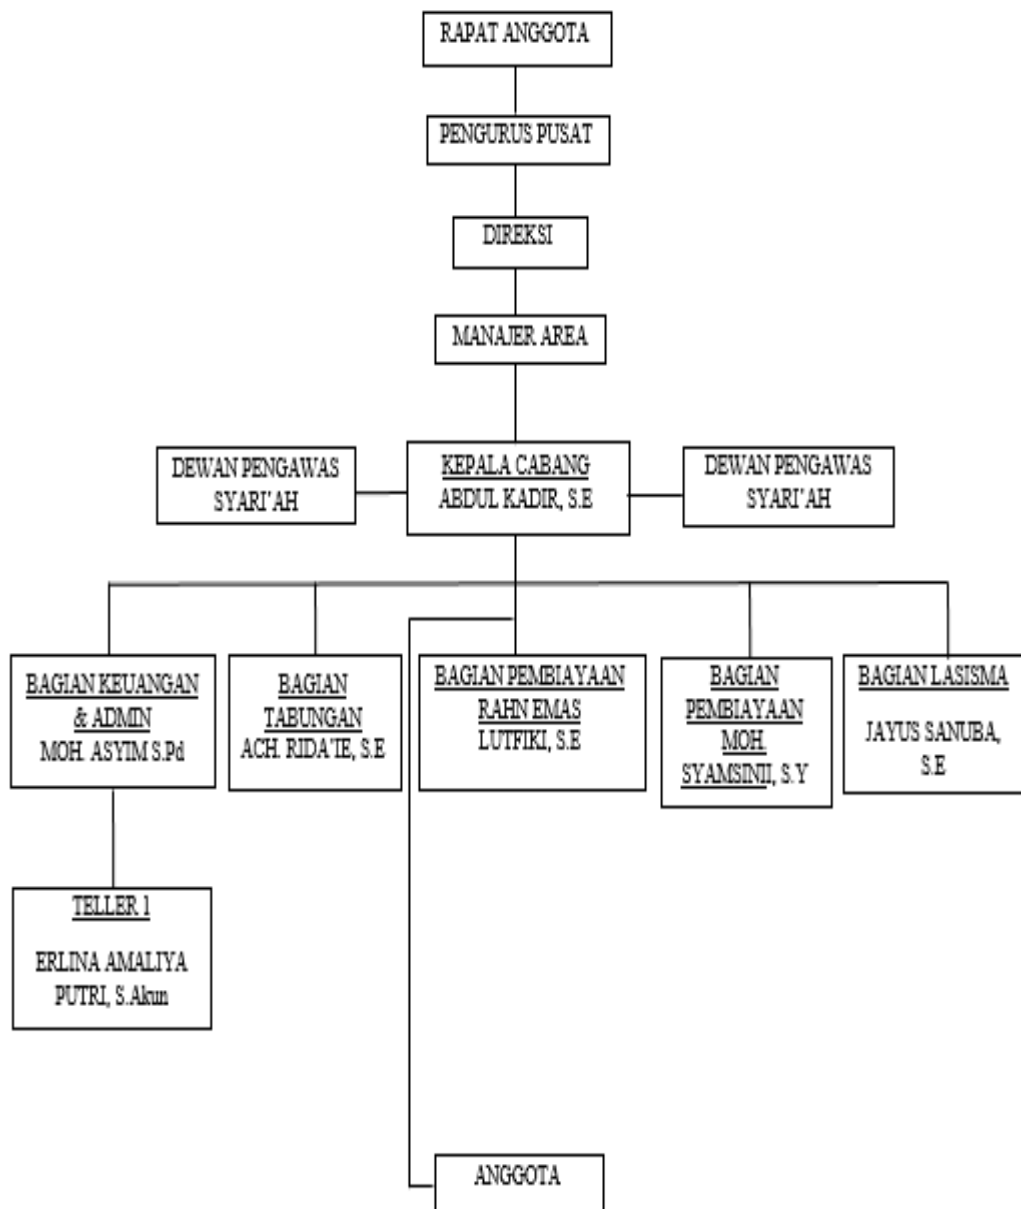 RAPAT ANGGOTA
PENGURUS PUSAT
DIREKSI
MANAJER AREA
DEWAN PENGAWAS
SYARI'AH
KEPALA CABANG
ABDUL KADIR, S.E
DEWAN PENGAWAS
SYARI'AH
BAGIAN KEUANGAN
& ADMIN
MOH. ASYIM S.Pd
BAGIAN
TABUNGAN
ACH. RIDA'IE, S.E
BAGIAN PEMBIAYAAN
RAHN EMAS
LUTFIKI, S.E
BAGIAN
PEMBIAYAAN
MOH.
SYAMSINII, S.Y
BAGIAN LASISMA
JAYUS SANUBA,
S.E
TELLER 1
ERLINA AMALIYA
PUTRI, S.Akun
ANGGOTA